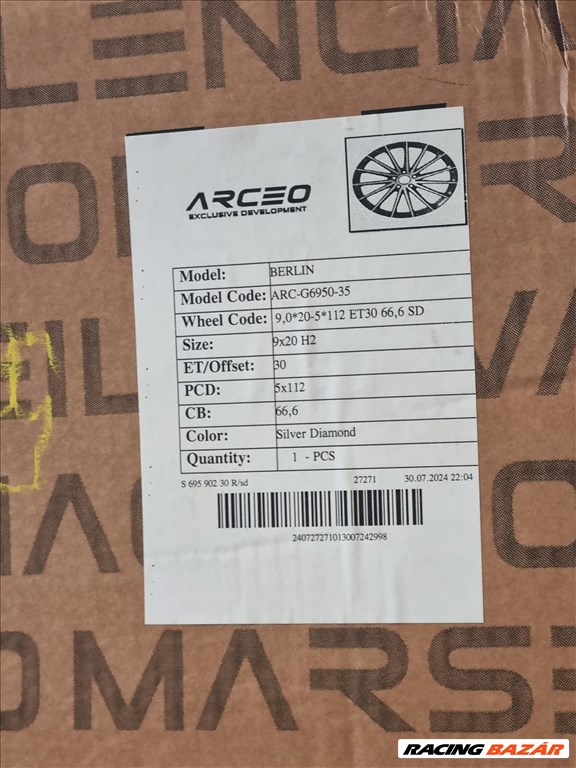 ARCEO
EXCLUSIVE DEVELOPMENT
Model: BERLIN
Model Code: ARC-G6950-35
Wheel Code: 9,0*20-5*112 ET30 66,6 SD
Size: 9x20 H2
ET/Offset: 30
PCD: 5x112
CB: 66,6
Color: Silver Diamond
Quantity: 1 - PCS
S 695 902 30 R/sd 27271 30.07.2024 22:04
240727271013007242998
RACING BAZÁR